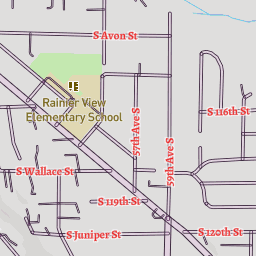 S Avon St
Rainier View
Elementary School
S 116th St
57th Ave S
59th Ave S
S Wallace St
S 119th St
S Juniper St
S 120th St